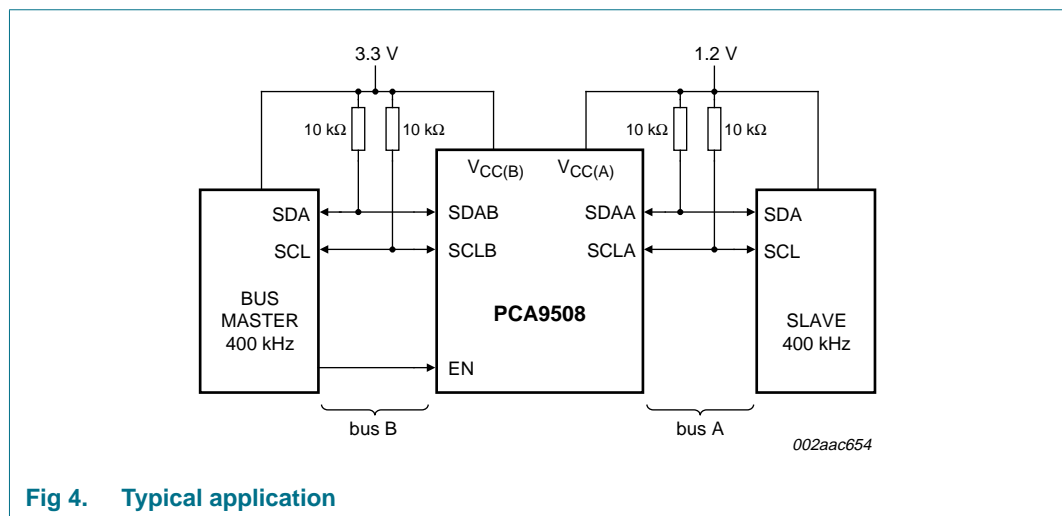 3.3 V
1.2 V
10 kΩ
10 kΩ
10 kΩ
10 kΩ
VCC(B)
VCC(A)
SDA
SDAB
SDAA
SDA
SCL
SCLB
SCLA
SCL
BUS
MASTER
400 kHz
PCA9508
SLAVE
400 kHz
EN
bus B
bus A
002aac654
Fig 4. Typical application